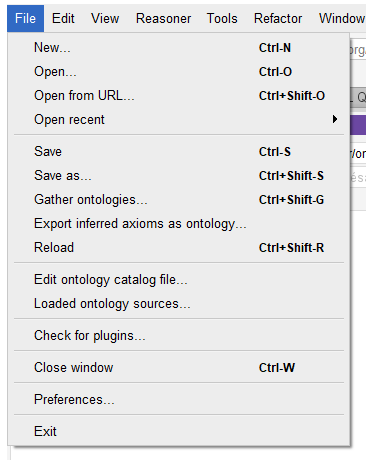 File Edit View Reasoner Tools Refactor Window
New... Ctrl-N
Open... Ctrl-O
Open from URL... Ctrl+Shift-O
Open recent
Save Ctrl-S
Save as... Ctrl+Shift-S
Gather ontologies... Ctrl+Shift-G
Export inferred axioms as ontology...
Reload Ctrl+Shift-R
Edit ontology catalog file...
Loaded ontology sources...
Check for plugins...
Close window Ctrl-W
Preferences...
Exit